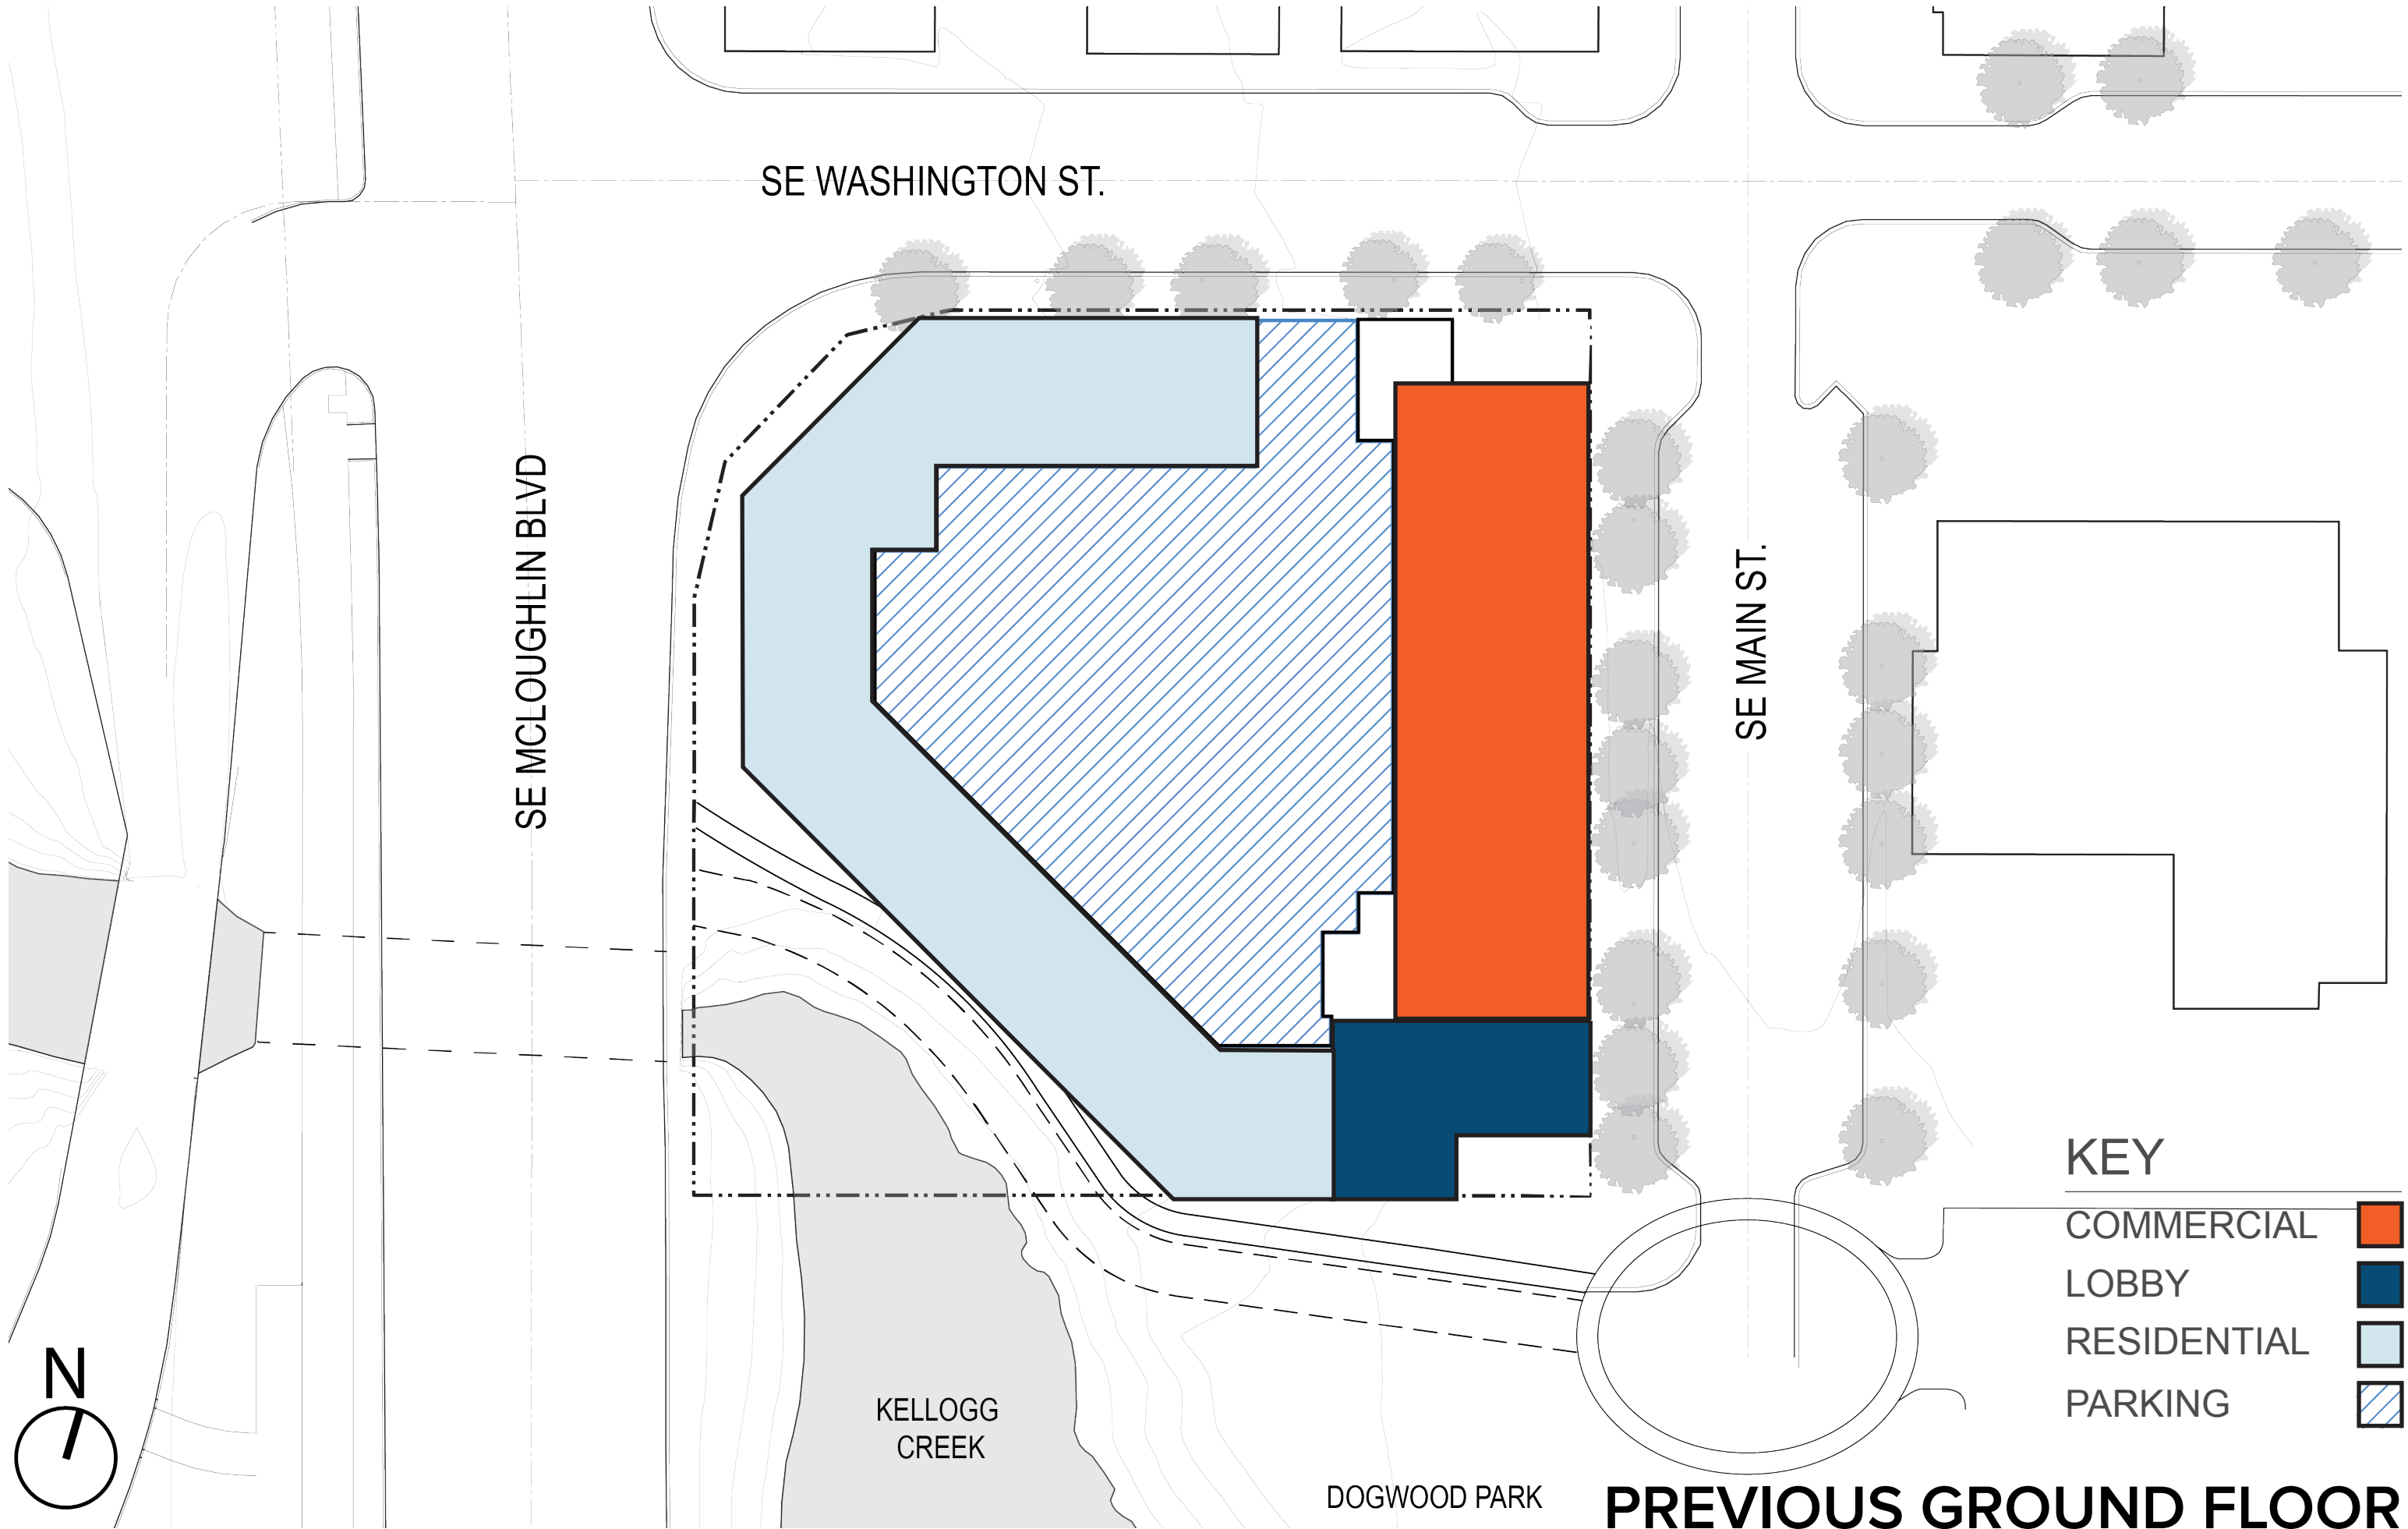 SE WASHINGTON ST.
SE MCLOUGHLIN BLVD
SE MAIN ST.
KEY
COMMERCIAL
LOBBY
RESIDENTIAL
PARKING
N
KELLOGG
CREEK
DOGWOOD PARK
PREVIOUS GROUND FLOOR